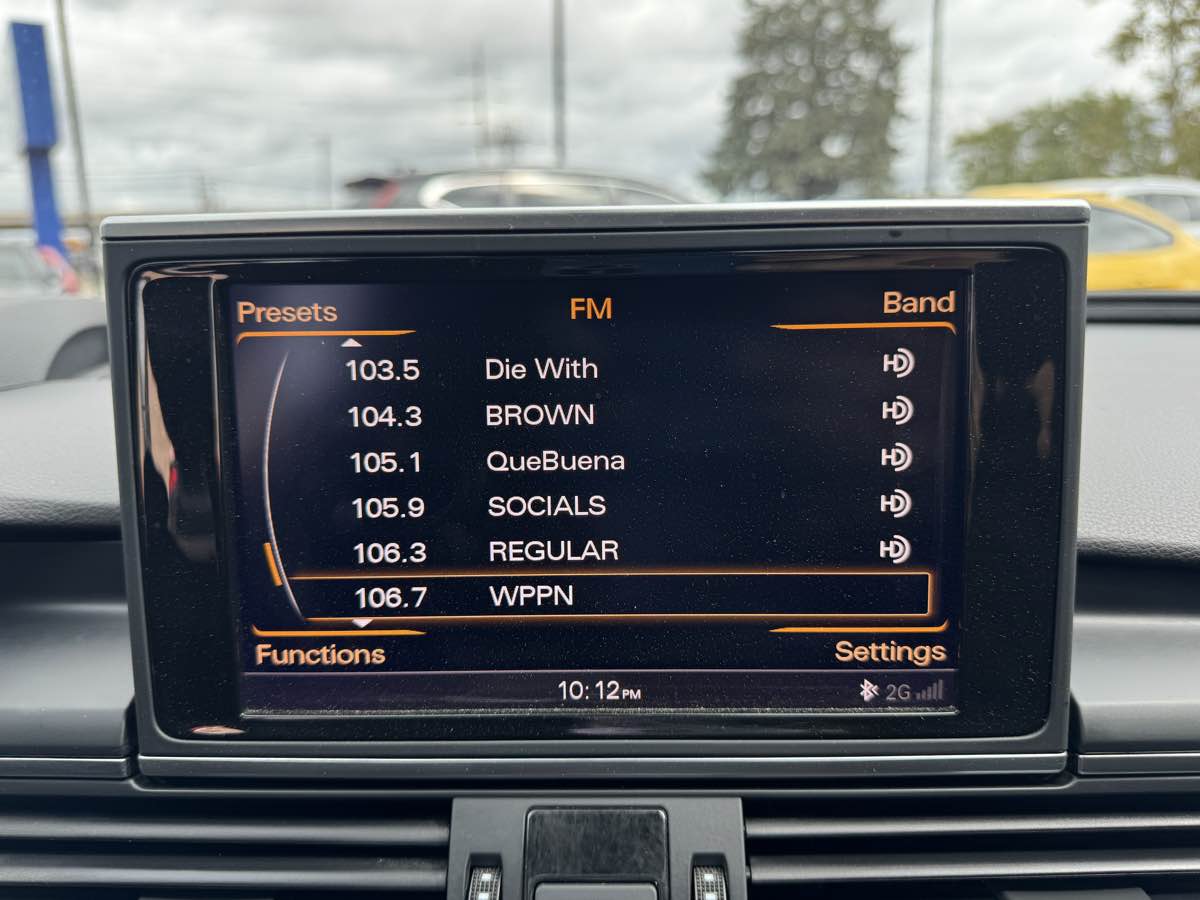 Presets FM Band
103.5 Die With HD
104.3 BROWN HD
105.1 QueBuena HD
105.9 SOCIALS HD
106.3 REGULAR HD
106.7 WPPN
Functions Settings
10:12PM 2G